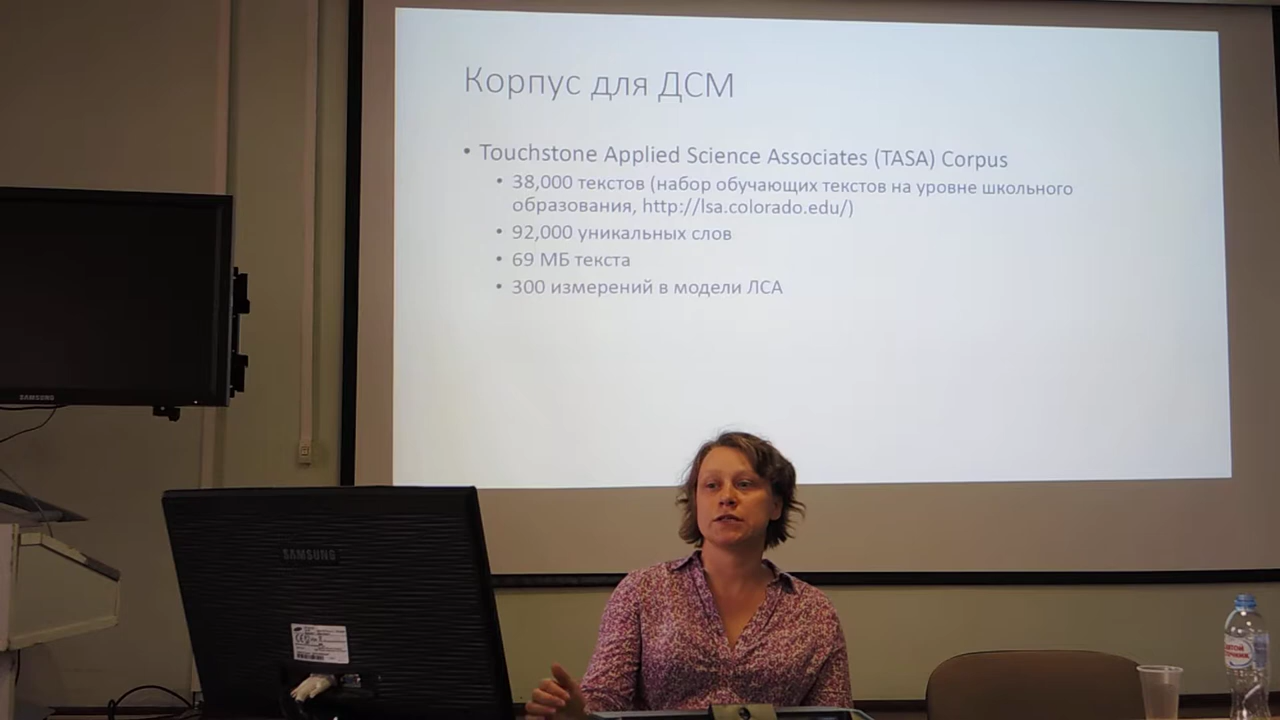 Корпус для ДСМ
• Touchstone Applied Science Associates (TASA) Corpus
• 38,000 текстов (набор обучающих текстов на уровне школьного
образования, http://lsa.colorado.edu/)
• 92,000 уникальных слов
• 69 МБ текста
• 300 измерений в модели ЛСА
SAMSUNG
SAMSUNG